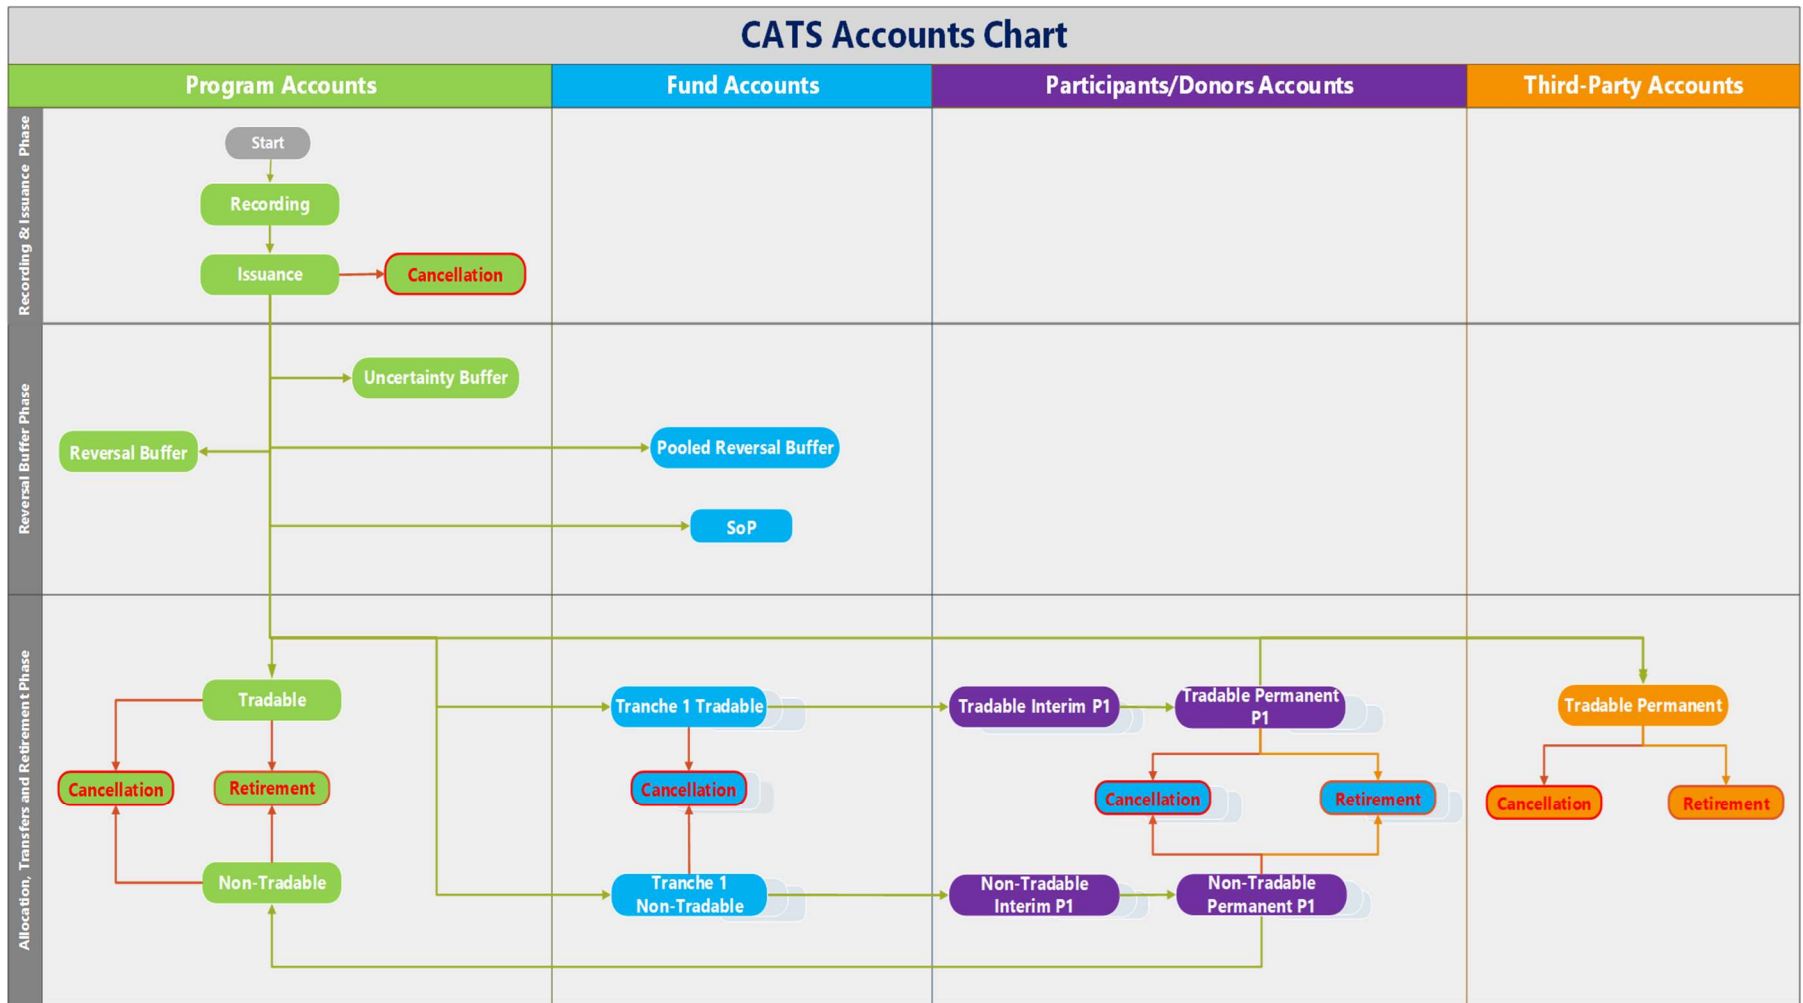 CATS Accounts Chart
Program Accounts
Fund Accounts
Participants/Donors Accounts
Third-Party Accounts
Recording & Issuance Phase
Start
Recording
Issuance
Cancellation
Reversal Buffer Phase
Uncertainty Buffer
Reversal Buffer
Pooled Reversal Buffer
SoP
Allocation, Transfers and Retirement Phase
Tradable
Tranche 1 Tradable
Tradable Interim P1
Tradable Permanent
P1
Tradable Permanent
Cancellation
Retirement
Cancellation
Cancellation
Retirement
Cancellation
Retirement
Non-Tradable
Tranche 1
Non-Tradable
Non-Tradable
Interim P1
Non-Tradable
Permanent P1